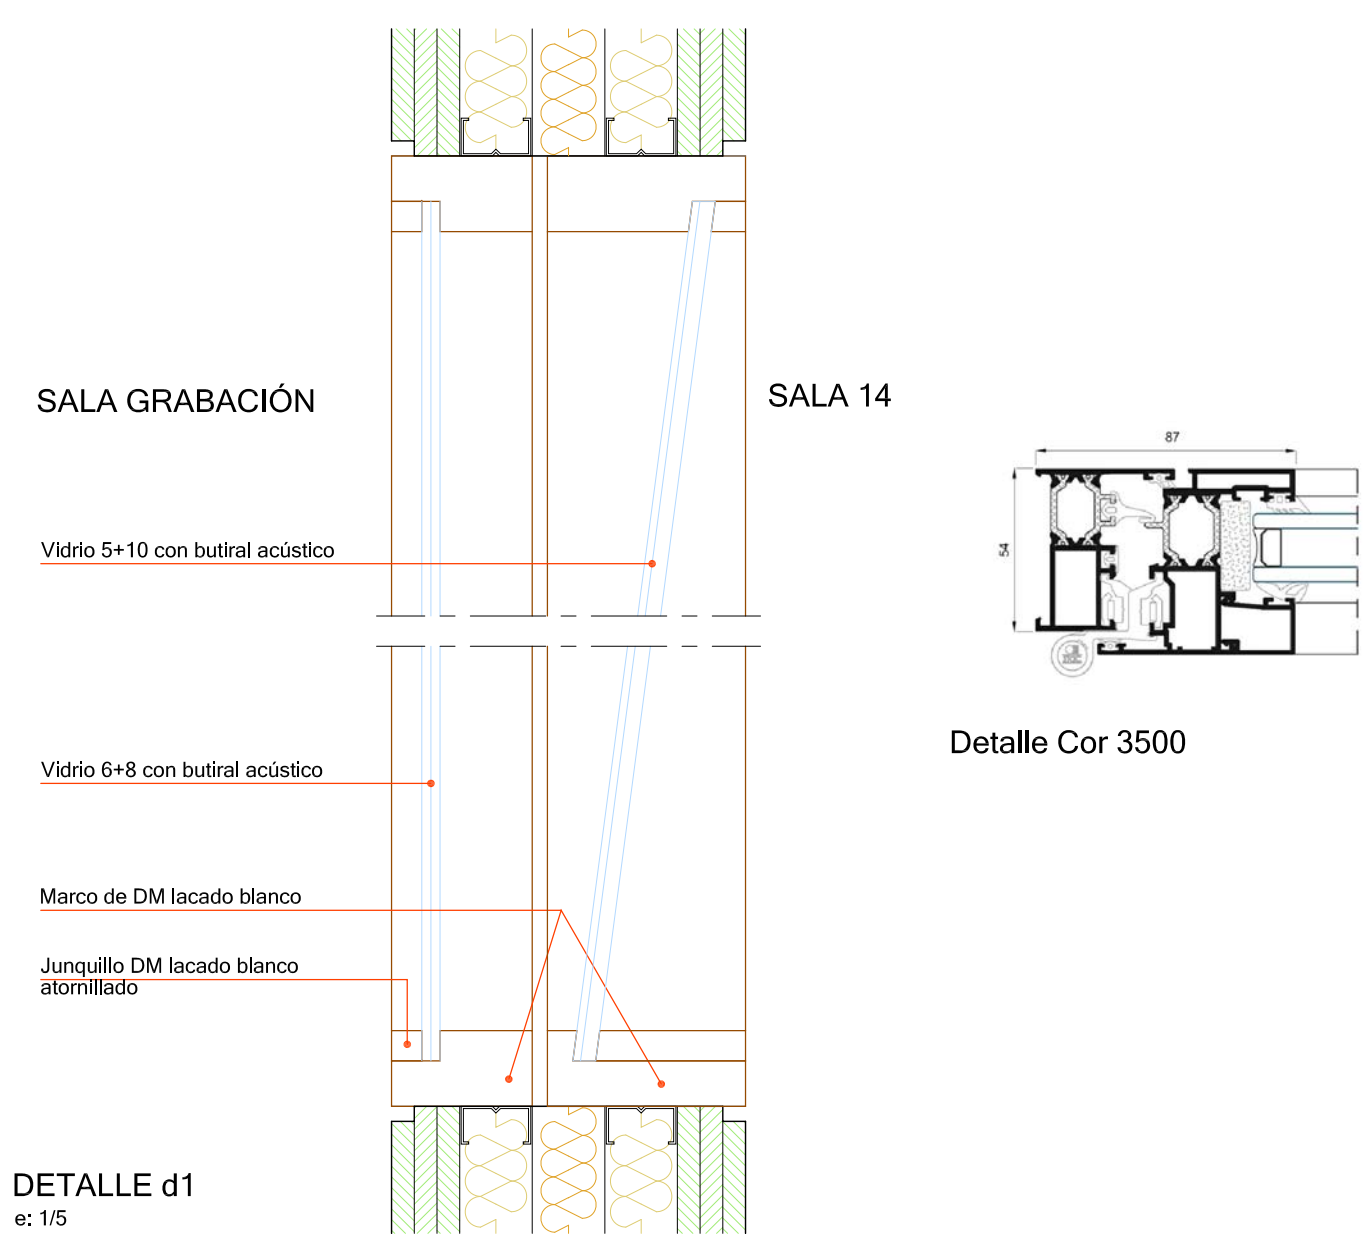 SALA GRABACIÓN
SALA 14
87
54
Vidrio 5+10 con butiral acústico
Detalle Cor 3500
Vidrio 6+8 con butiral acústico
Marco de DM lacado blanco
Junquillo DM lacado blanco
atornillado
DETALLE d1
e: 1/5